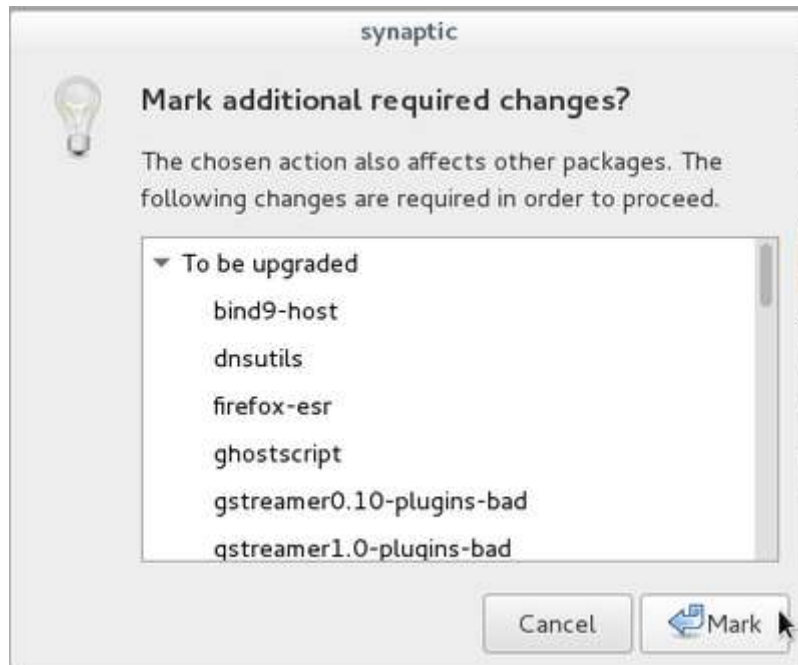 synaptic
Mark additional required changes?
The chosen action also affects other packages. The
following changes are required in order to proceed.
To be upgraded
bind9-host
dnsutils
firefox-esr
ghostscript
gstreamer0.10-plugins-bad
gstreamer1.0-plugins-bad
Cancel
Mark